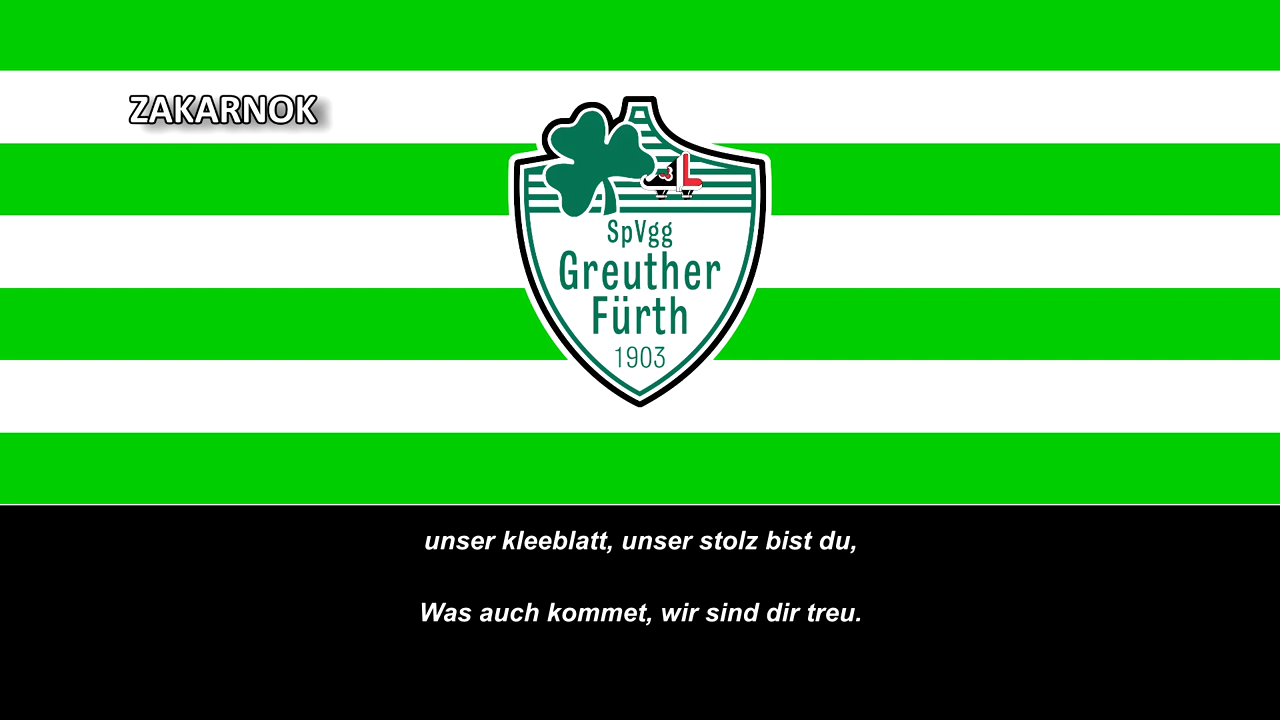 ZAKARNOK
SpVgg
Greuther
Fürth
1903
unser kleeblatt, unser stolz bist du,
Was auch kommet, wir sind dir treu.